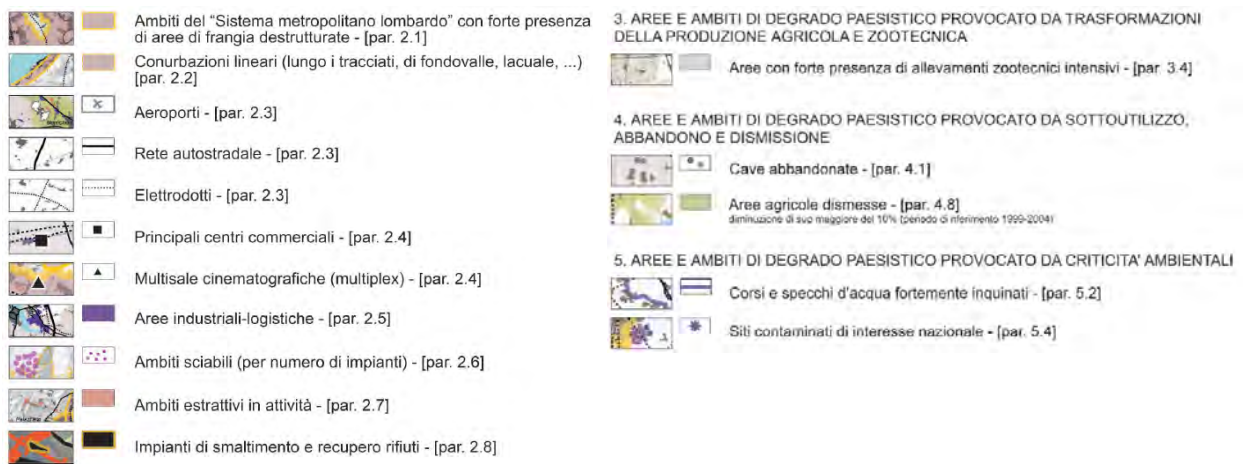 Ambiti del “Sistema metropolitano lombardo” con forte presenza
di aree di frangia destrutturate - [par. 2.1]
Conurbazioni lineari (lungo i tracciati, di fondovalle, lacuale, ...)
[par. 2.2]
Aeroporti - [par. 2.3]
Rete autostradale - [par. 2.3]
Elettrodotti - [par. 2.3]
Principali centri commerciali - [par. 2.4]
Multisale cinematografiche (multiplex) - [par. 2.4]
Aree industriali-logistiche - [par. 2.5]
Ambiti sciabili (per numero di impianti) - [par. 2.6]
Ambiti estrattivi in attività - [par. 2.7]
Impianti di smaltimento e recupero rifiuti - [par. 2.8]
3. AREE E AMBITI DI DEGRADO PAESISTICO PROVOCATO DA TRASFORMAZIONI
DELLA PRODUZIONE AGRICOLA E ZOOTECNICA
Aree con forte presenza di allevamenti zootecnici intensivi - [par. 3.4]
4. AREE E AMBITI DI DEGRADO PAESISTICO PROVOCATO DA SOTTOUTILIZZO,
ABBANDONO E DISMISSIONE
Cave abbandonate - [par. 4.1]
Aree agricole dismesse - [par. 4.8]
diminuzione di sup maggiore del 10% (periodo di riferimento 1999-2004)
5. AREE E AMBITI DI DEGRADO PAESISTICO PROVOCATO DA CRITICITA' AMBIENTALI
Corsi e specchi d'acqua fortemente inquinati - [par. 5.2]
Siti contaminati di interesse nazionale - [par. 5.4]